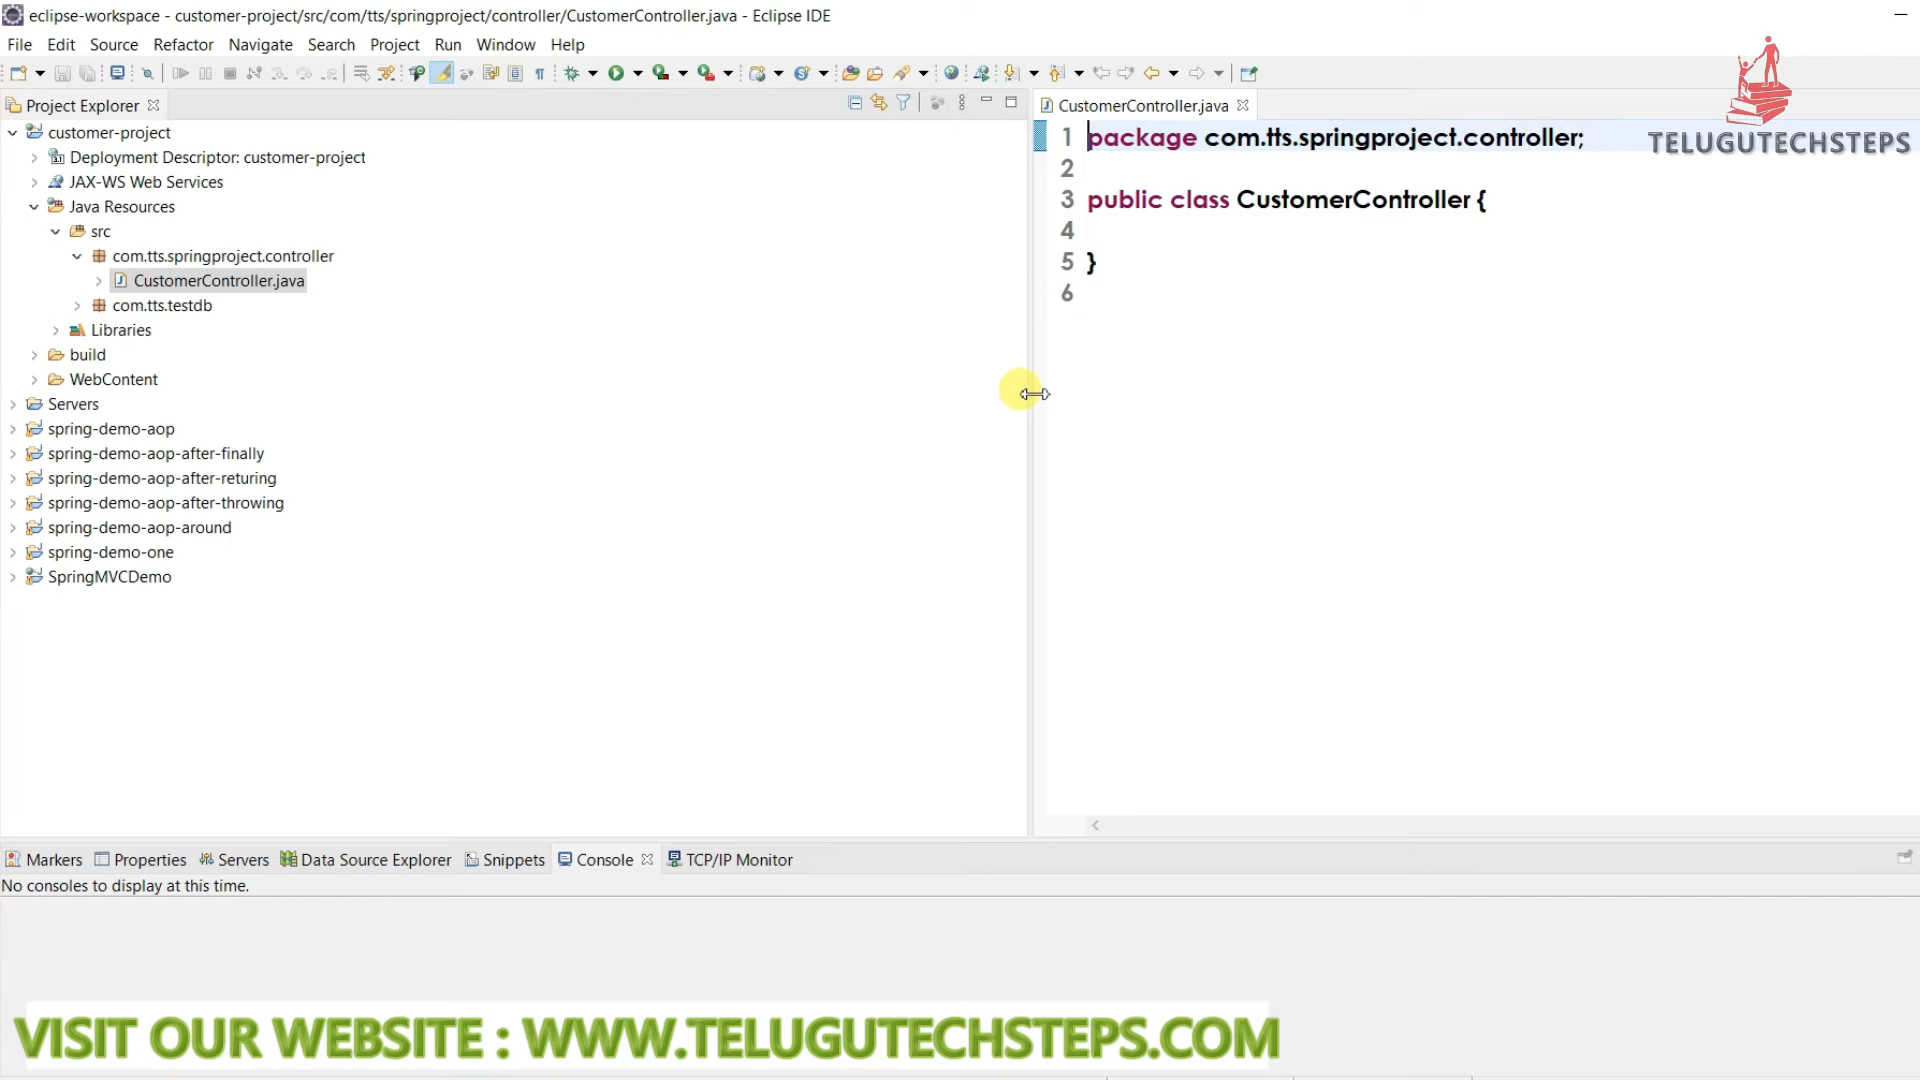 eclipse-workspace - customer-project/src/com/tts/springproject/controller/CustomerController.java - Eclipse IDE
File Edit Source Refactor Navigate Search Project Run Window Help
Project Explorer
customer-project
Deployment Descriptor: customer-project
JAX-WS Web Services
Java Resources
src
com.tts.springproject.controller
CustomerController.java
com.tts.testdb
Libraries
build
WebContent
Servers
spring-demo-aop
spring-demo-aop-after-finally
spring-demo-aop-after-returing
spring-demo-aop-after-throwing
spring-demo-aop-around
spring-demo-one
SpringMVCDemo
CustomerController.java
1 package com.tts.springproject.controller;
2
3 public class CustomerController {
4
5 }
6
TELUGUTECHSTEPS
Markers Properties Servers Data Source Explorer Snippets Console TCP/IP Monitor
No consoles to display at this time.
VISIT OUR WEBSITE : WWW.TELUGUTECHSTEPS.COM